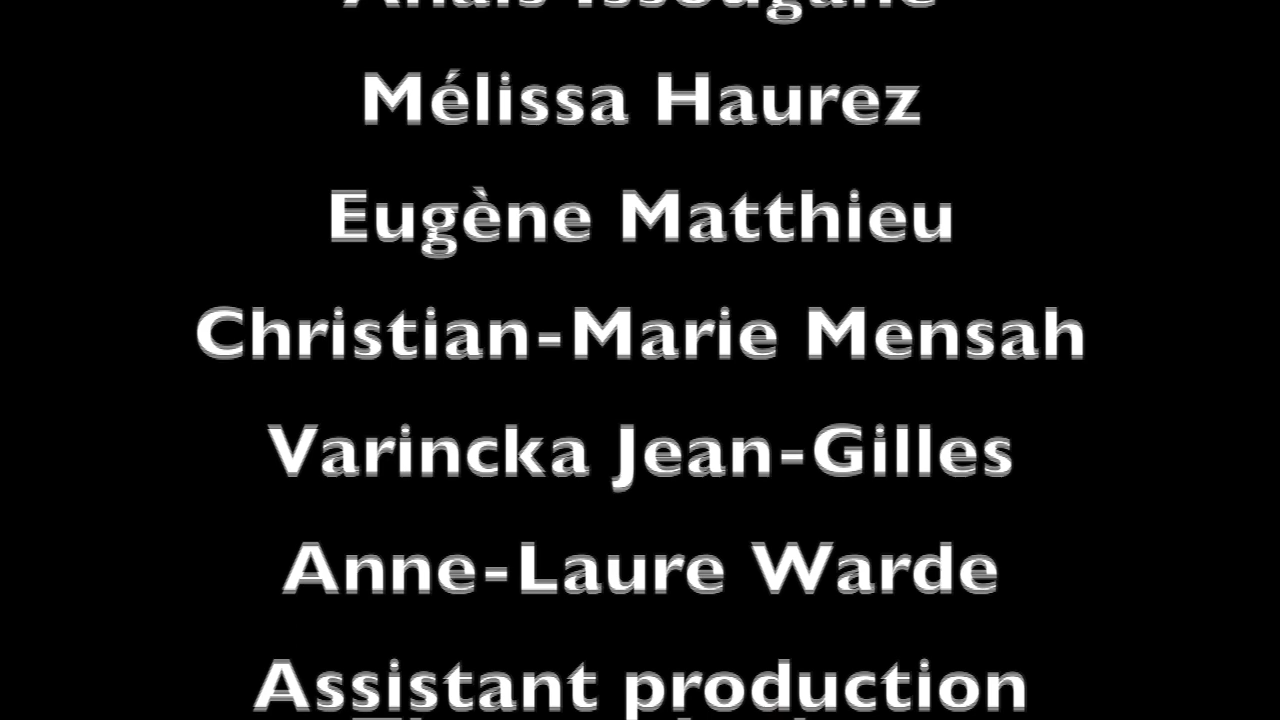 Mélissa Haurez
Eugène Matthieu
Christian-Marie Mensah
Varincka Jean-Gilles
Anne-Laure Warde
Assistant production